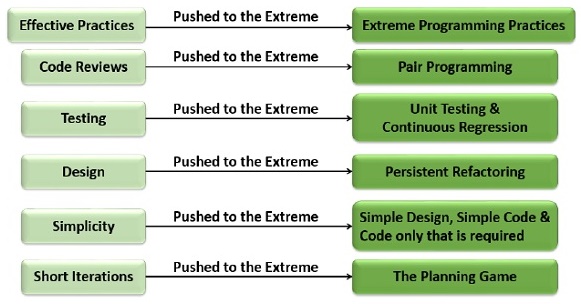 Effective Practices
Pushed to the Extreme
Extreme Programming Practices
Code Reviews
Pushed to the Extreme
Pair Programming
Testing
Pushed to the Extreme
Unit Testing &
Continuous Regression
Design
Pushed to the Extreme
Persistent Refactoring
Simplicity
Pushed to the Extreme
Simple Design, Simple Code &
Code only that is required
Short Iterations
Pushed to the Extreme
The Planning Game